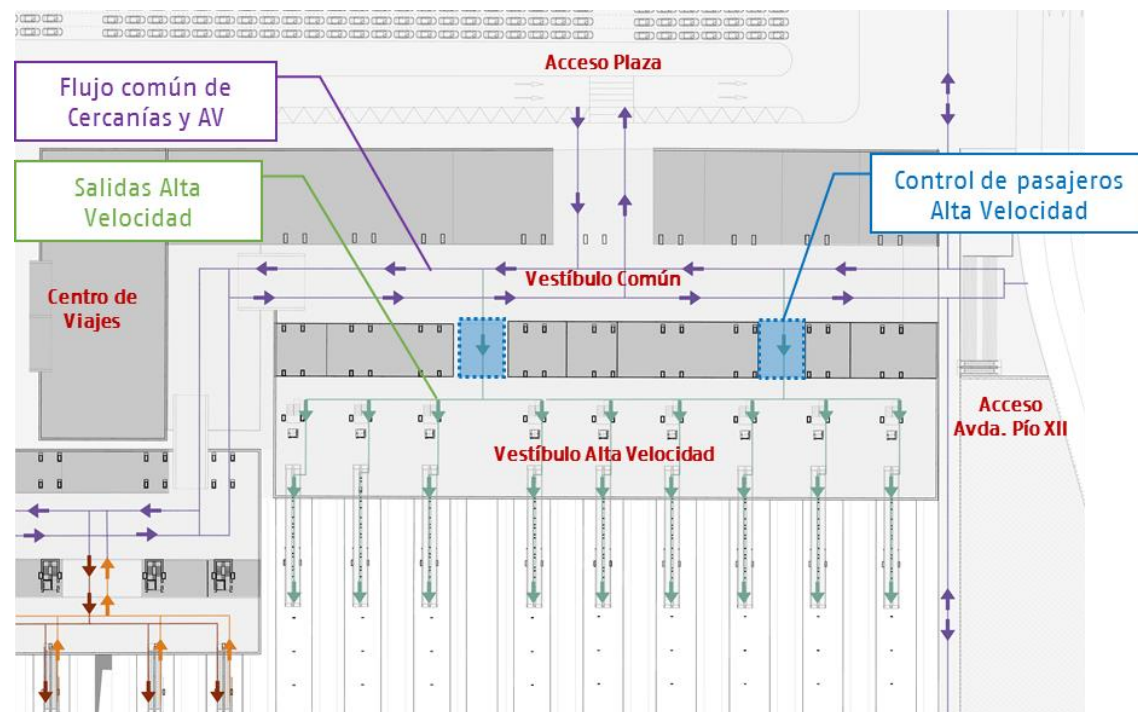 Acceso Plaza
Flujo común de
Cercanías y AV
Salidas Alta
Velocidad
Control de pasajeros
Alta Velocidad
Vestíbulo Común
Centro de
Viajes
Acceso
Avda. Pío XII
Vestíbulo Alta Velocidad